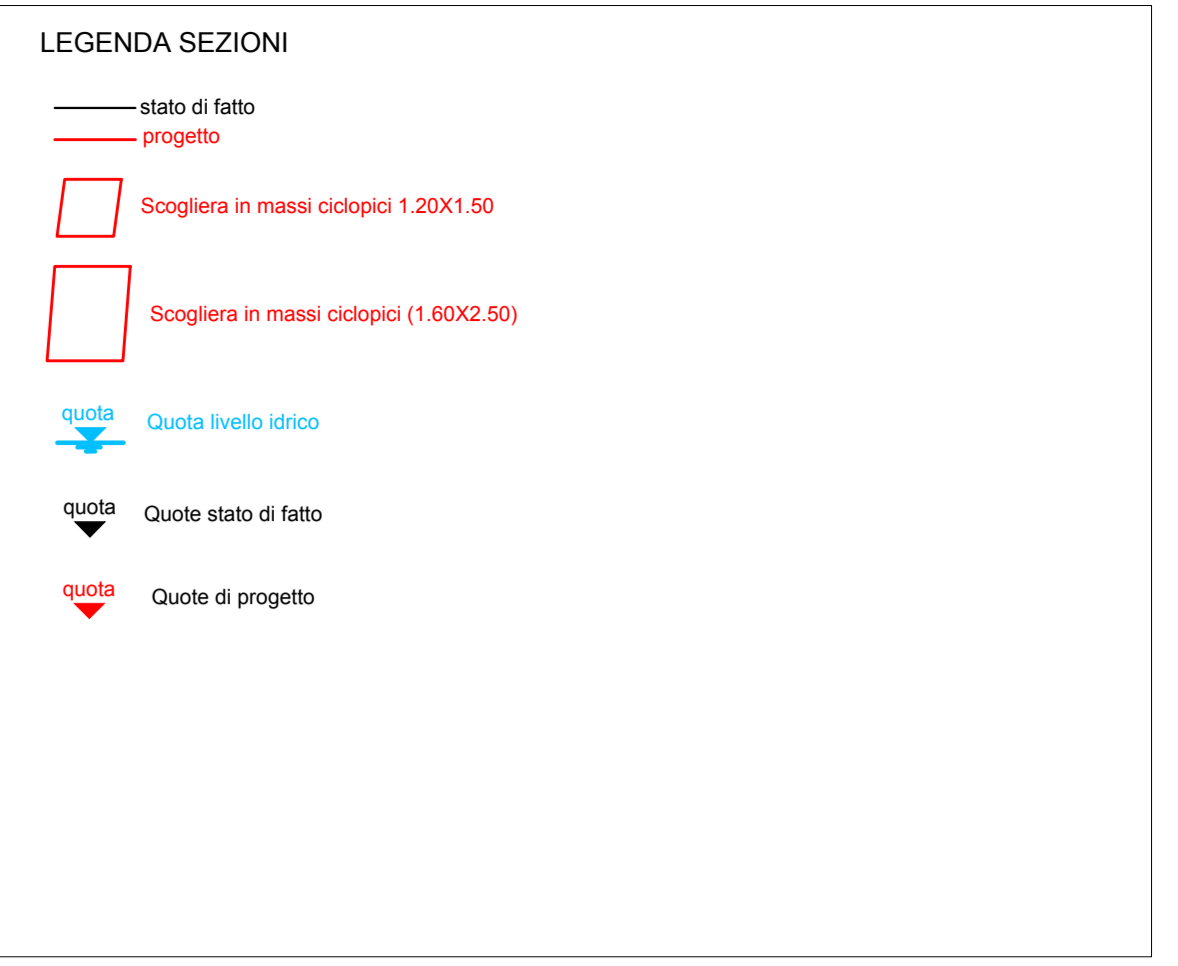 LEGENDA SEZIONI
stato di fatto
progetto
Scogliera in massi ciclopici 1.20X1.50
Scogliera in massi ciclopici (1.60X2.50)
quota Quota livello idrico
quota Quote stato di fatto
quota Quote di progetto